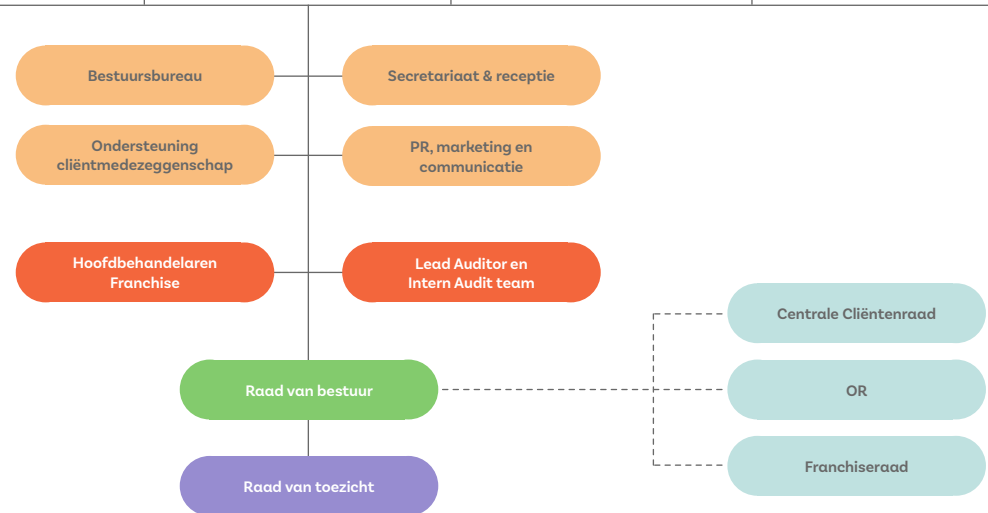 Bestuursbureau
Secretariaat & receptie
Ondersteuning
cliëntmedezeggenschap
PR, marketing en
communicatie
Hoofdbehandelaren
Franchise
Lead Auditor en
Intern Audit team
Centrale Cliëntenraad
Raad van bestuur
OR
Franchiseraad
Raad van toezicht